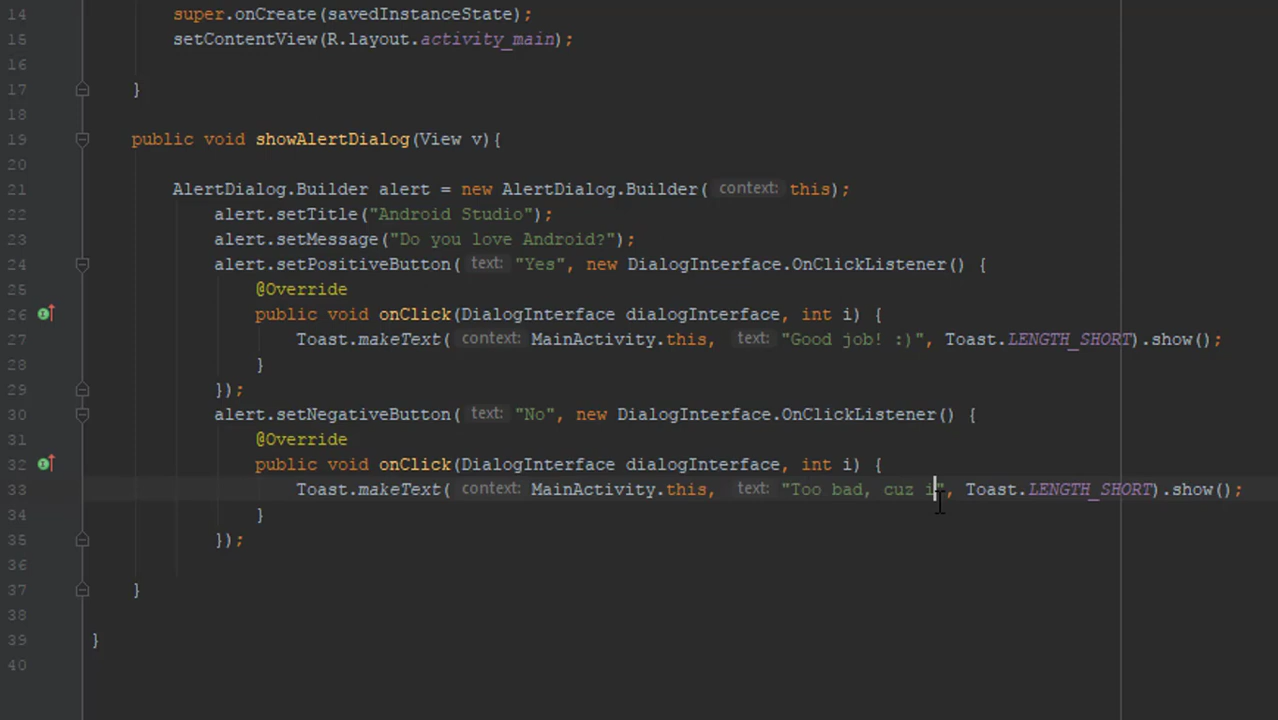 14 super.onCreate(savedInstanceState);
15 setContentView(R.layout.activity_main);
16
17 }
18
19 public void showAlertDialog(View v){
20
21 AlertDialog.Builder alert = new AlertDialog.Builder( context: this);
22 alert.setTitle("Android Studio");
23 alert.setMessage("Do you love Android?");
24 alert.setPositiveButton( text: "Yes", new DialogInterface.OnClickListener() {
25 @Override
26 public void onClick(DialogInterface dialogInterface, int i) {
27 Toast.makeText( context: MainActivity.this, text: "Good job! :)", Toast.LENGTH_SHORT).show();
28 }
29 });
30 alert.setNegativeButton( text: "No", new DialogInterface.OnClickListener() {
31 @Override
32 public void onClick(DialogInterface dialogInterface, int i) {
33 Toast.makeText( context: MainActivity.this, text: "Too bad, cuz i", Toast.LENGTH_SHORT).show();
34 }
35 });
36
37 }
38
39 }
40